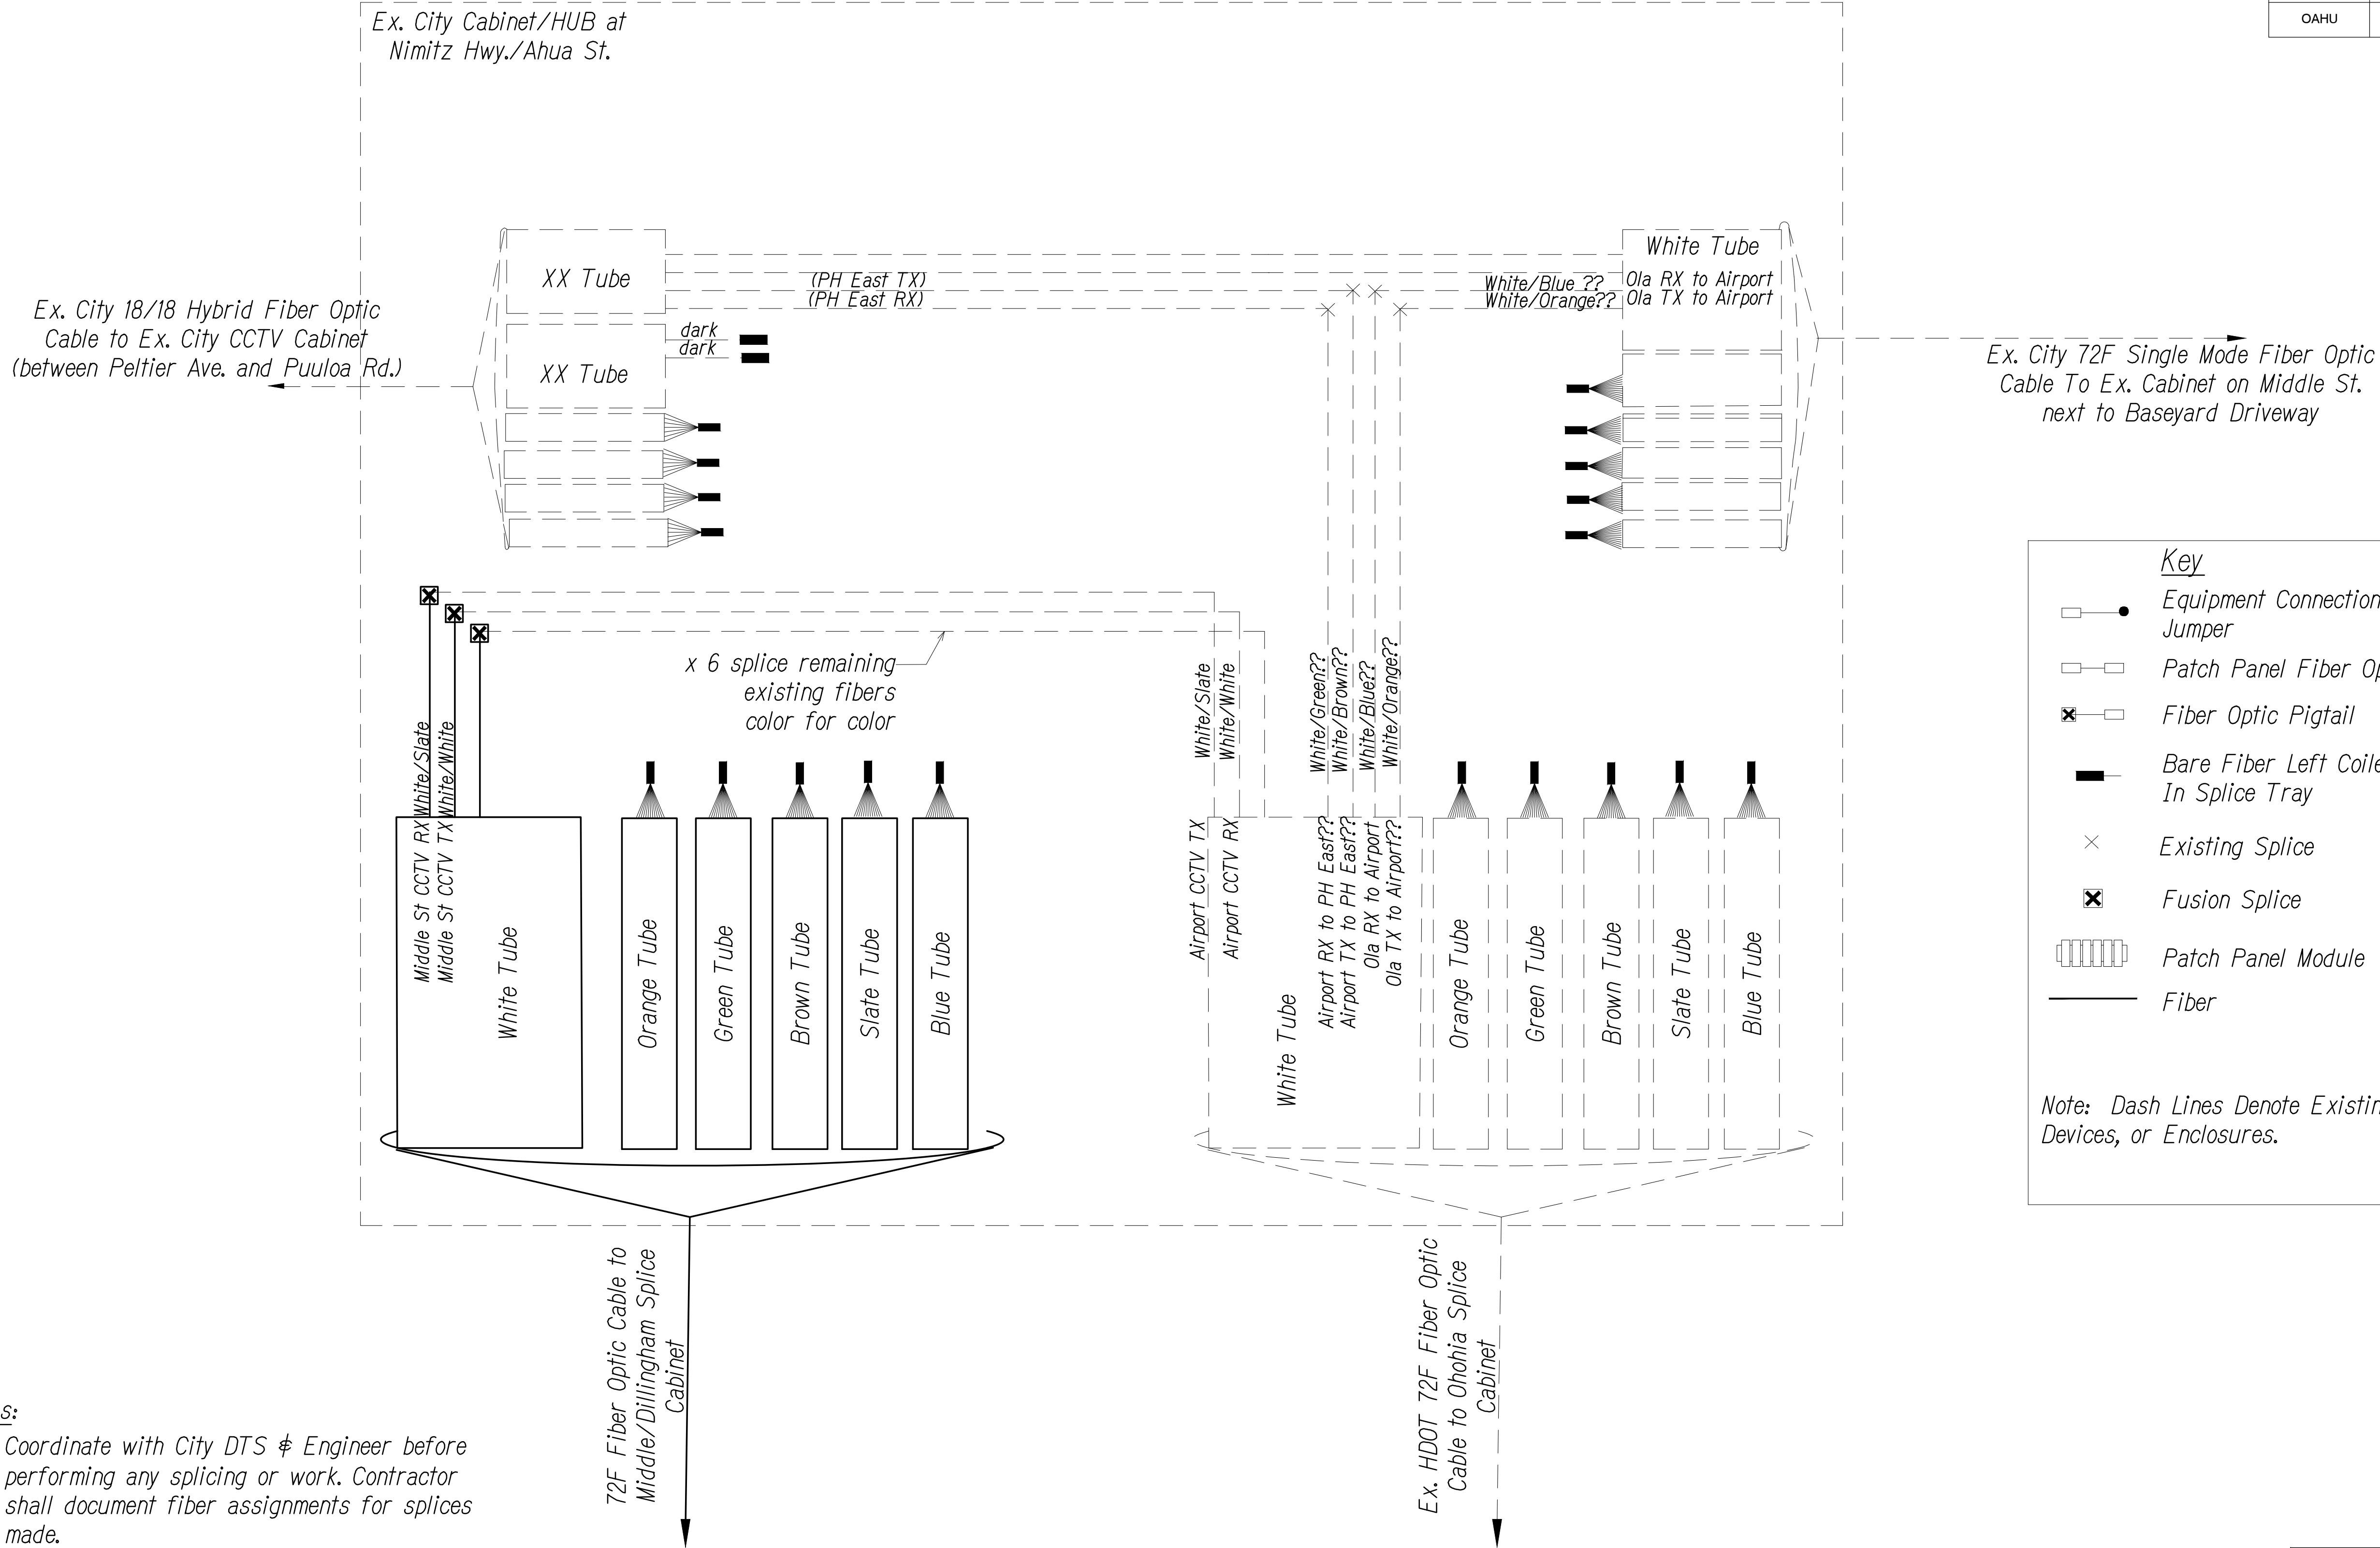 OAHU
Ex. City Cabinet/HUB at
Nimitz Hwy./Ahua St.
Ex. City 18/18 Hybrid Fiber Optic
Cable to Ex. City CCTV Cabinet
(between Peltier Ave. and Puuloa Rd.)
XX Tube
XX Tube
(PH East TX)
(PH East RX)
dark
dark
White/Blue ??
White/Orange??
White Tube
Ola RX to Airport
Ola TX to Airport
Ex. City 72F Single Mode Fiber Optic
Cable To Ex. Cabinet on Middle St.
next to Baseyard Driveway
x 6 splice remaining
existing fibers
color for color
White/Slate
White/White
Middle St CCTV RX
Middle St CCTV TX
White Tube
Orange Tube
Green Tube
Brown Tube
Slate Tube
Blue Tube
White/Slate
White/White
White/Green??
White/Brown??
White/Blue??
White/Orange??
Airport CCTV TX
Airport CCTV RX
Airport RX to PH East??
Airport TX to PH East??
Ola RX to Airport
Ola TX to Airport??
White Tube
Orange Tube
Green Tube
Brown Tube
Slate Tube
Blue Tube
72F Fiber Optic Cable to
Middle/Dillingham Splice
Cabinet
Ex. HDOT 72F Fiber Optic
Cable to Ohohia Splice
Cabinet
Key
Equipment Connection
Jumper
Patch Panel Fiber Op
Fiber Optic Pigtail
Bare Fiber Left Coile
In Splice Tray
Existing Splice
Fusion Splice
Patch Panel Module
Fiber
Note: Dash Lines Denote Existin
Devices, or Enclosures.
s:
Coordinate with City DTS & Engineer before
performing any splicing or work. Contractor
shall document fiber assignments for splices
made.